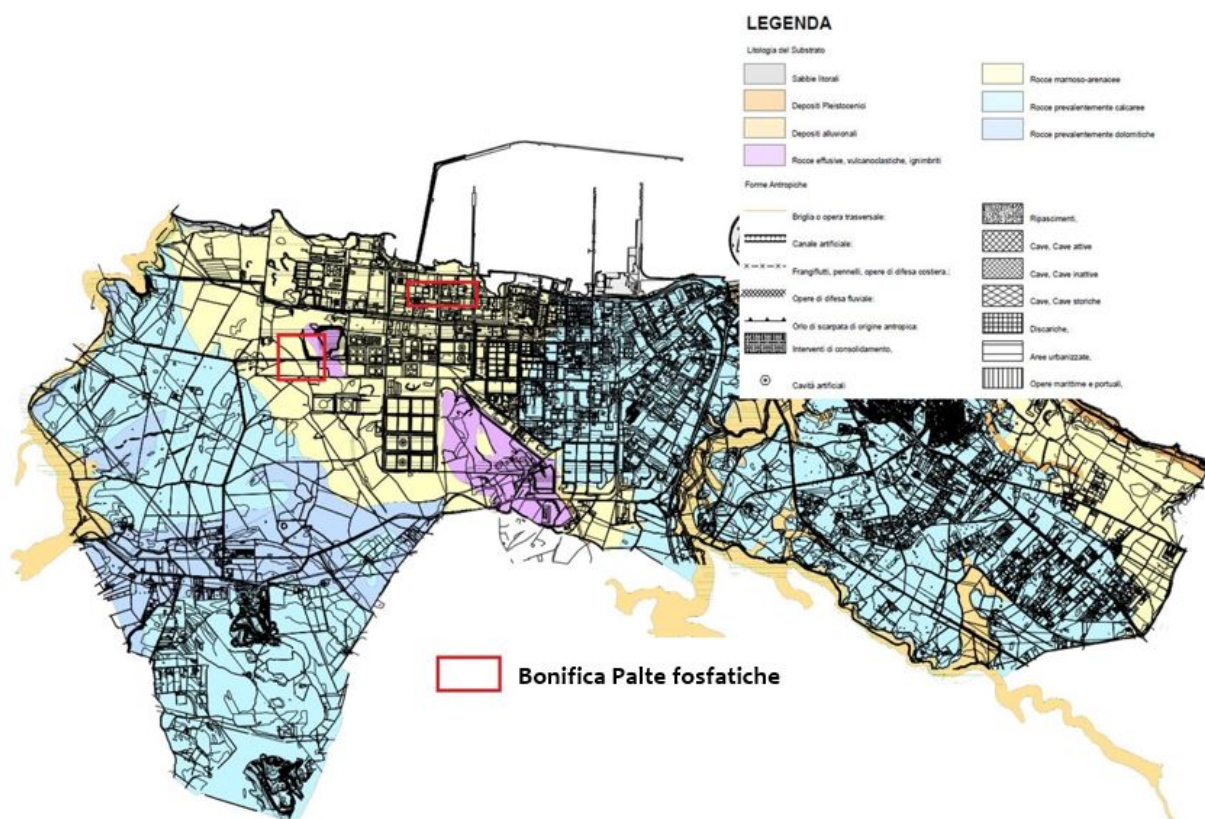 LEGENDA
Litologia del Substrato
Sabbie litorali
Depositi Pleistocenici
Depositi alluvionali
Rocce effusive, vulcanoclastiche, ignimbriti
Rocce marnoso-arenacee
Rocce prevalentemente calcaree
Rocce prevalentemente dolomitiche
Forme Antropiche
Briglia o opera trasversale:
Canale artificiale:
Frangiflutti, pennelli, opere di difesa costiera.:
Opere di difesa fluviale:
Orlo di scarpata di origine antropica:
Interventi di consolidamento,
Cavità artificiali
Ripascimenti,
Cave, Cave attive
Cave, Cave inattive
Cave, Cave storiche
Discariche,
Aree urbanizzate,
Opere marittime e portuali,
Bonifica Palte fosfatiche